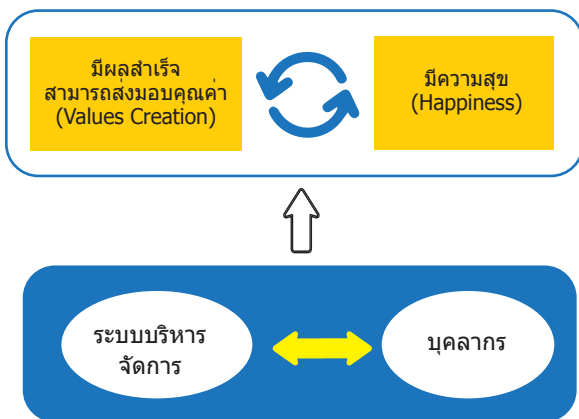 มีผลสำเร็จ
สามารถส่งมอบคุณค่า
(Values Creation)
มีความสุข
(Happiness)
ระบบบริหาร
จัดการ
บุคลากร